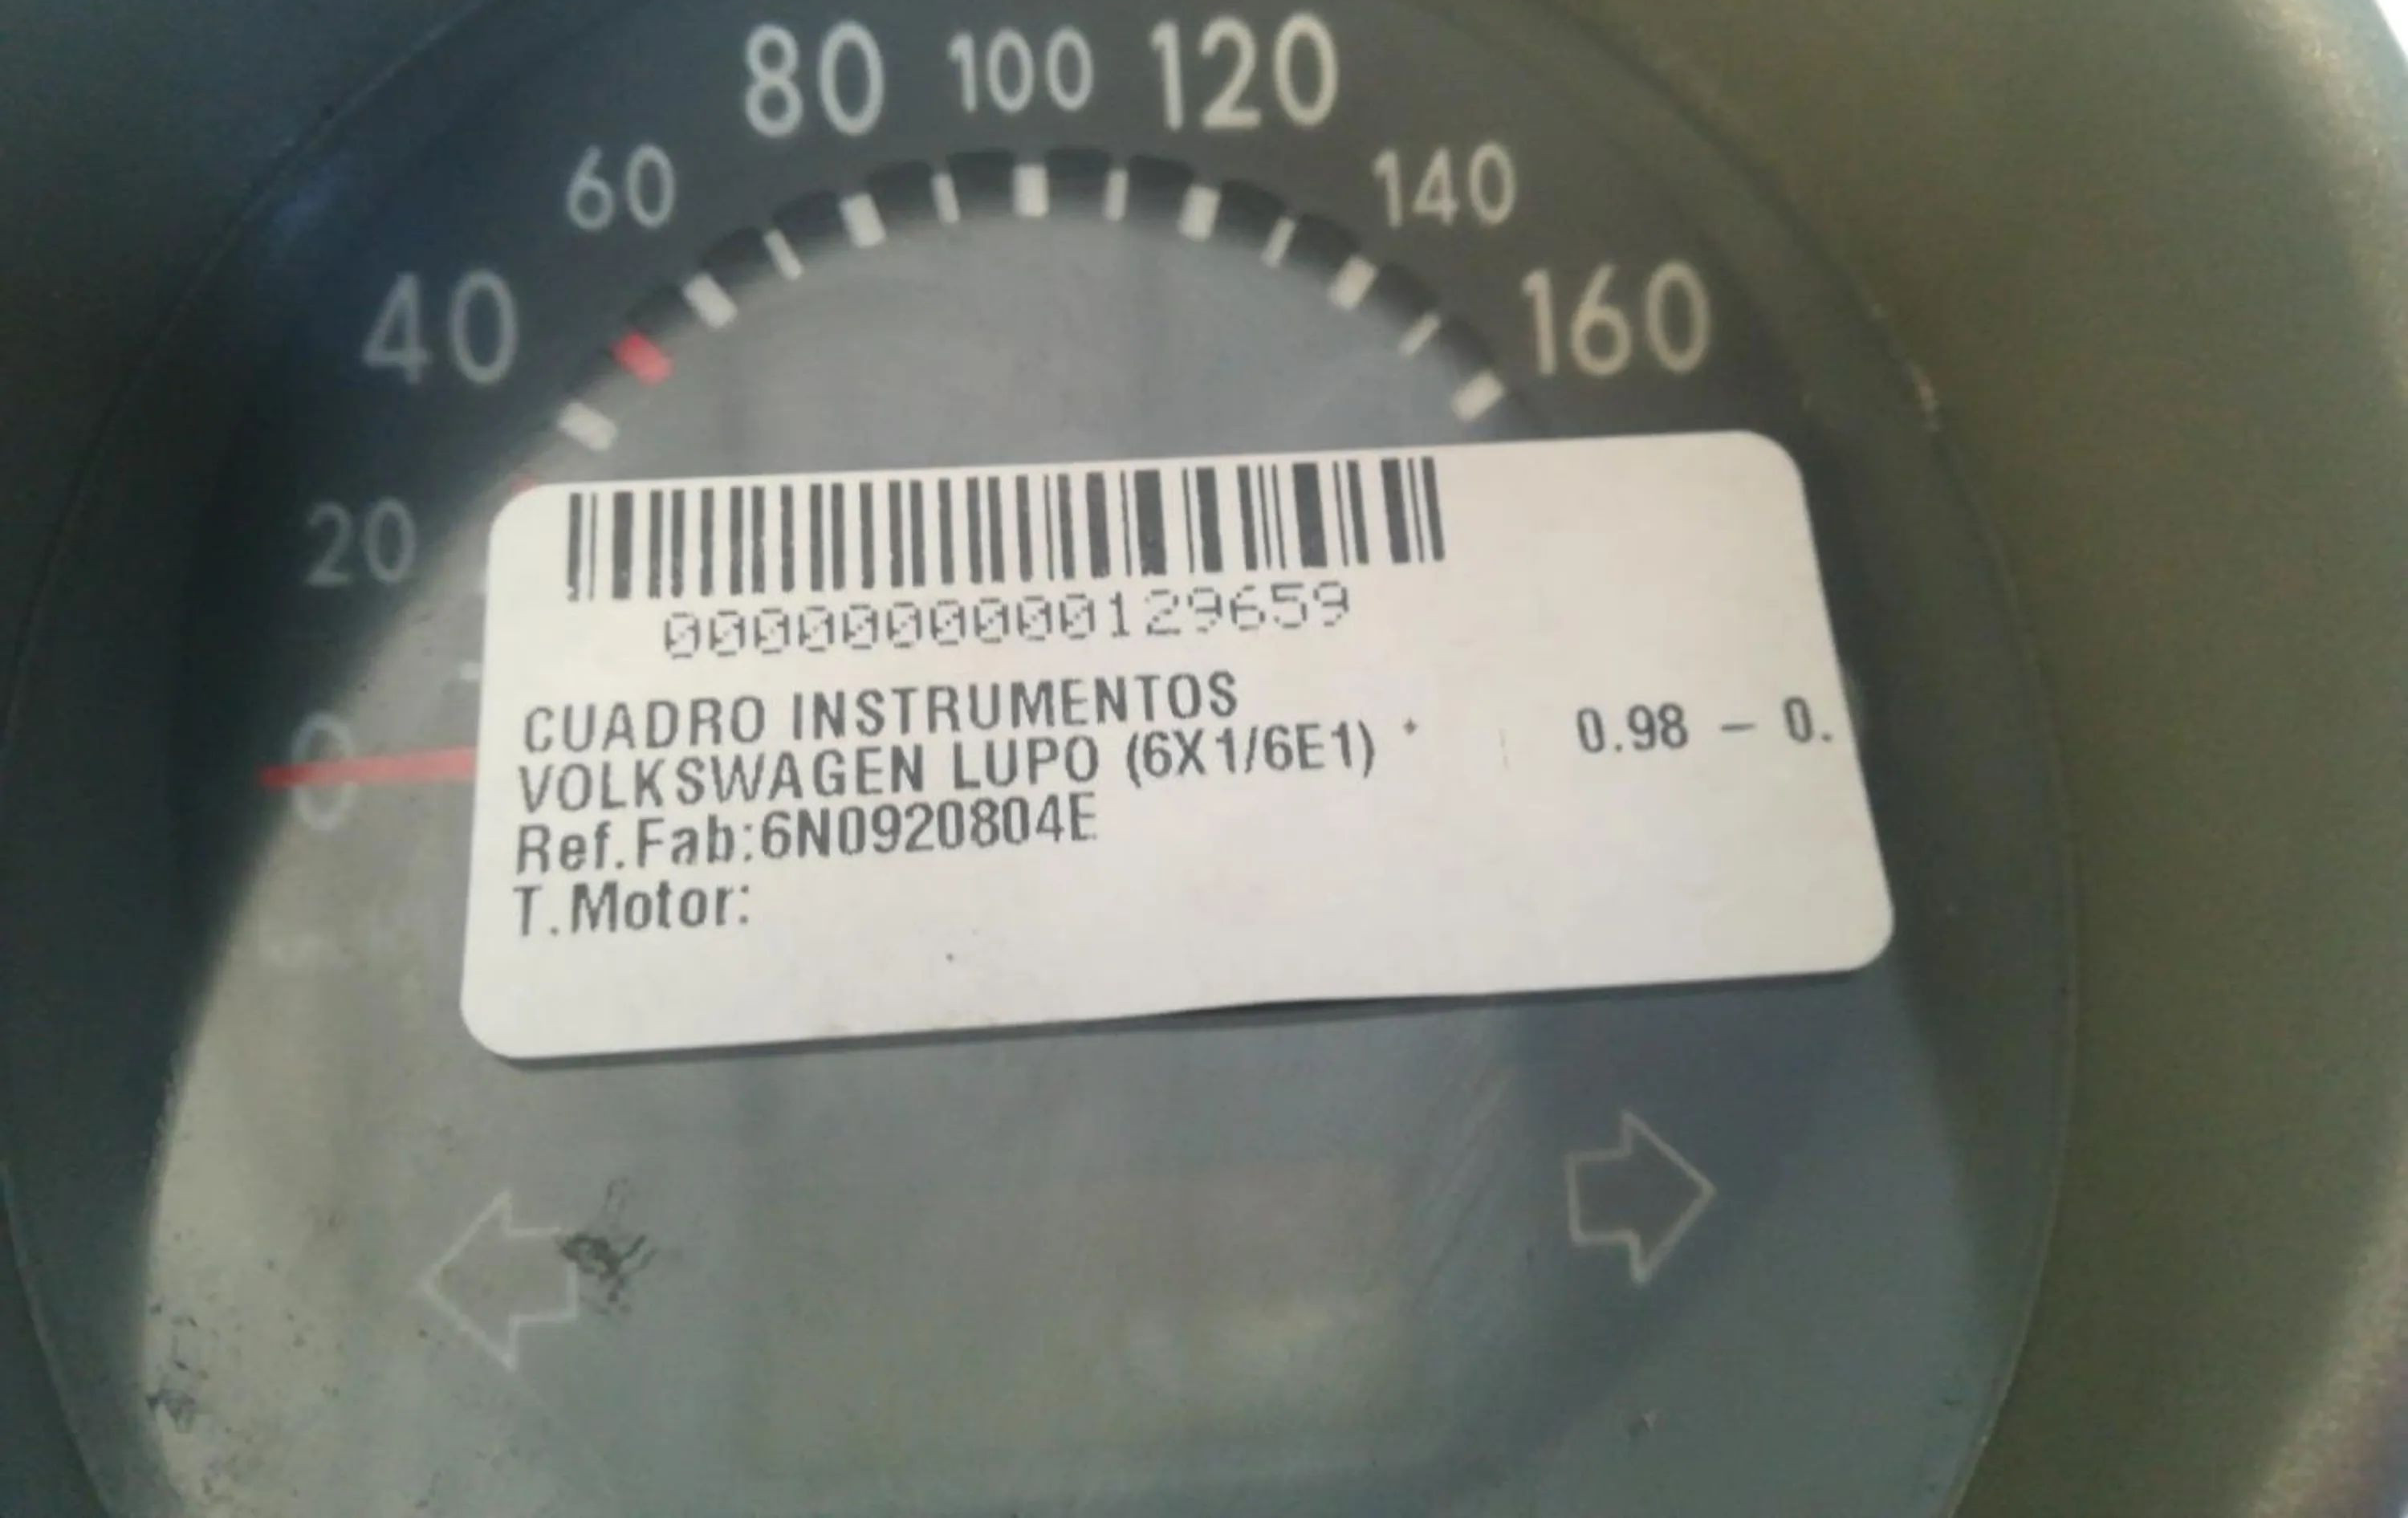 80 100 120
60 140
40 160
20
0
0000000000129659
CUADRO INSTRUMENTOS
VOLKSWAGEN LUPO (6X1/6E1) * 0.98 - 0.
Ref.Fab:6N0920804E
T.Motor: